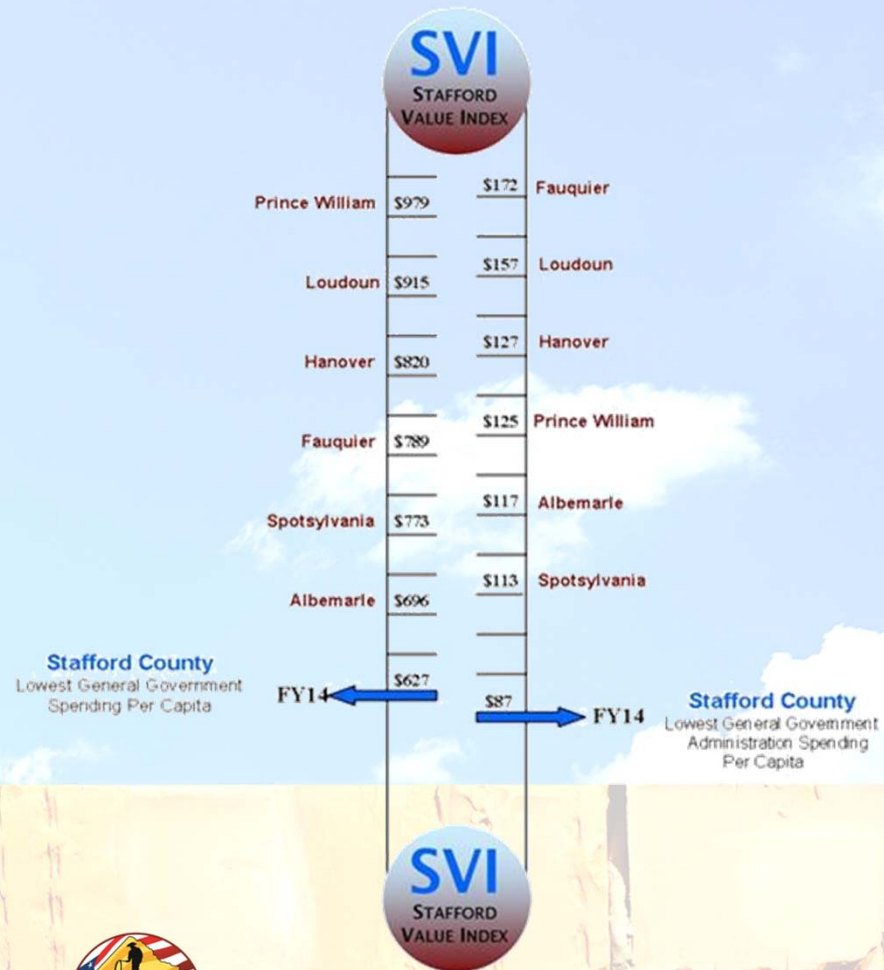 SVI
STAFFORD
VALUE INDEX
$172 Fauquier
Prince William $979
$157 Loudoun
Loudoun $915
$127 Hanover
Hanover $820
$125 Prince William
Fauquier $789
$117 Albemarle
Spotsylvania $773
$113 Spotsylvania
Albemarle $696
Stafford County
Lowest General Government
Spending Per Capita
$627
FY14
$87
FY14
Stafford County
Lowest General Government
Administration Spending
Per Capita
SVI
STAFFORD
VALUE INDEX